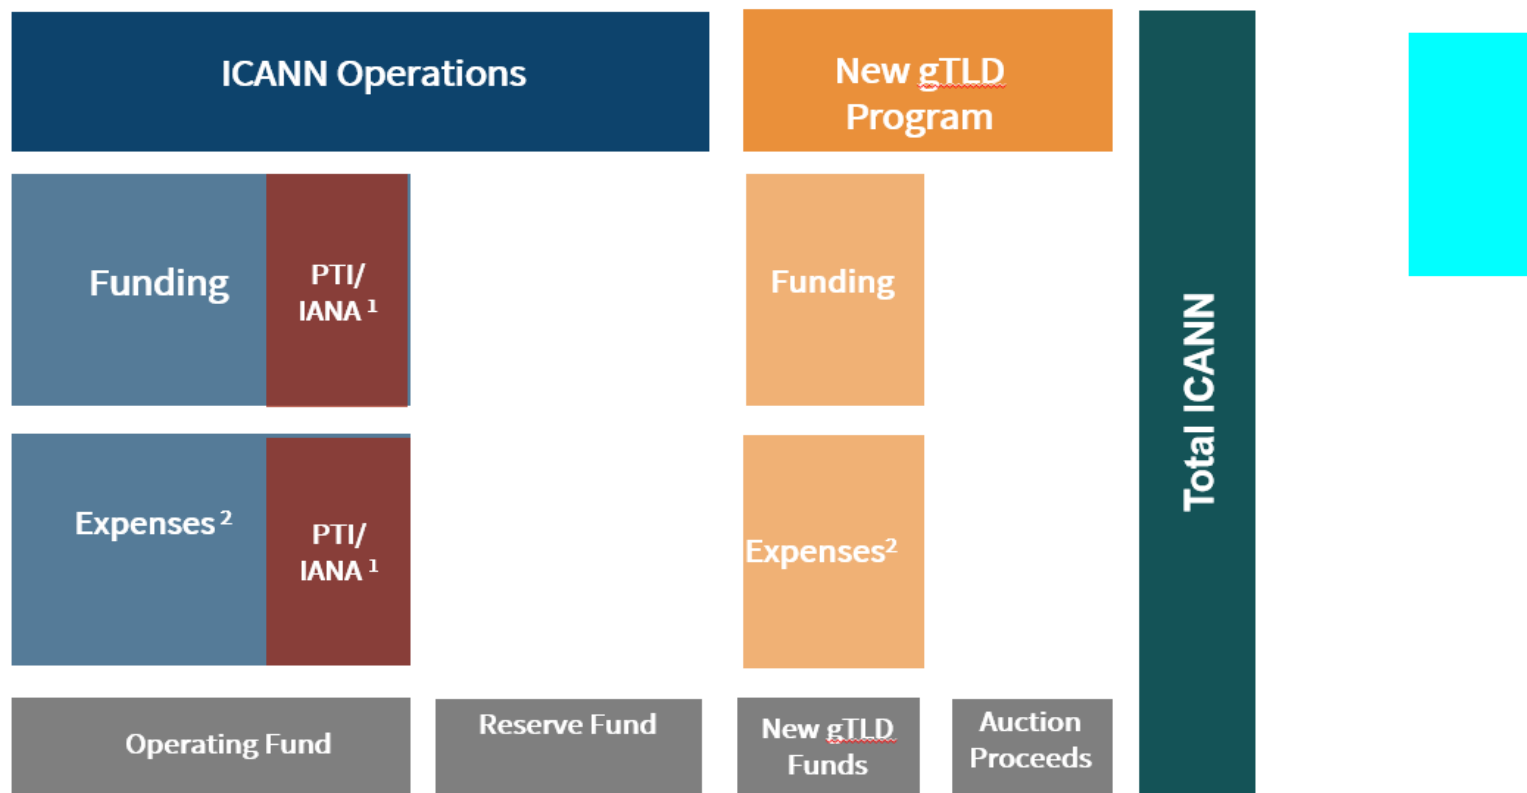 ICANN Operations
New gTLD
Program
Funding
PTI/
IANA ¹
Funding
Expenses ²
PTI/
IANA ¹
Expenses²
Operating Fund
Reserve Fund
New gTLD
Funds
Auction
Proceeds
Total ICANN